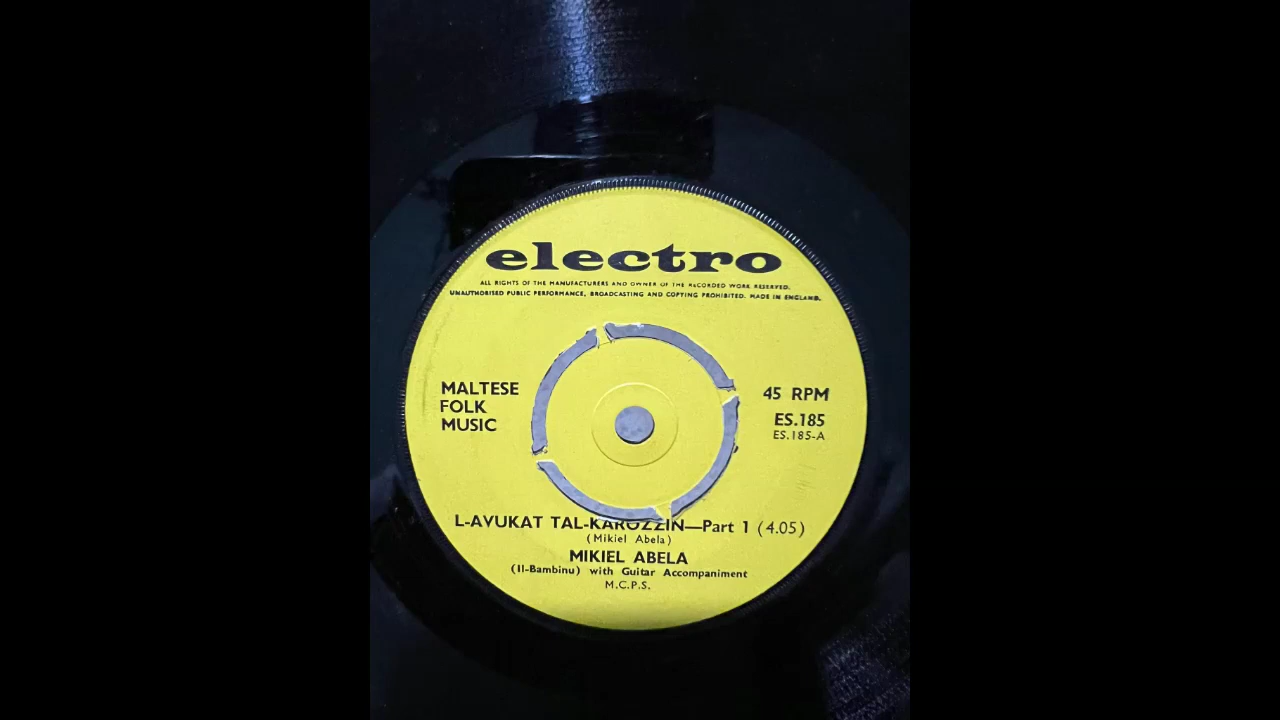 electro
ALL RIGHTS OF THE MANUFACTURERS AND OWNER OF THE RECORDED WORK RESERVED.
UNAUTHORISED PUBLIC PERFORMANCE, BROADCASTING AND COPYING PROHIBITED. MADE IN ENGLAND.
MALTESE
FOLK
MUSIC
45 RPM
ES.185
ES.185-A
L-AVUKAT TAL-KAROZZIN—Part 1 (4.05)
(Mikiel Abela)
MIKIEL ABELA
(Il-Bambinu) with Guitar Accompaniment
M.C.P.S.